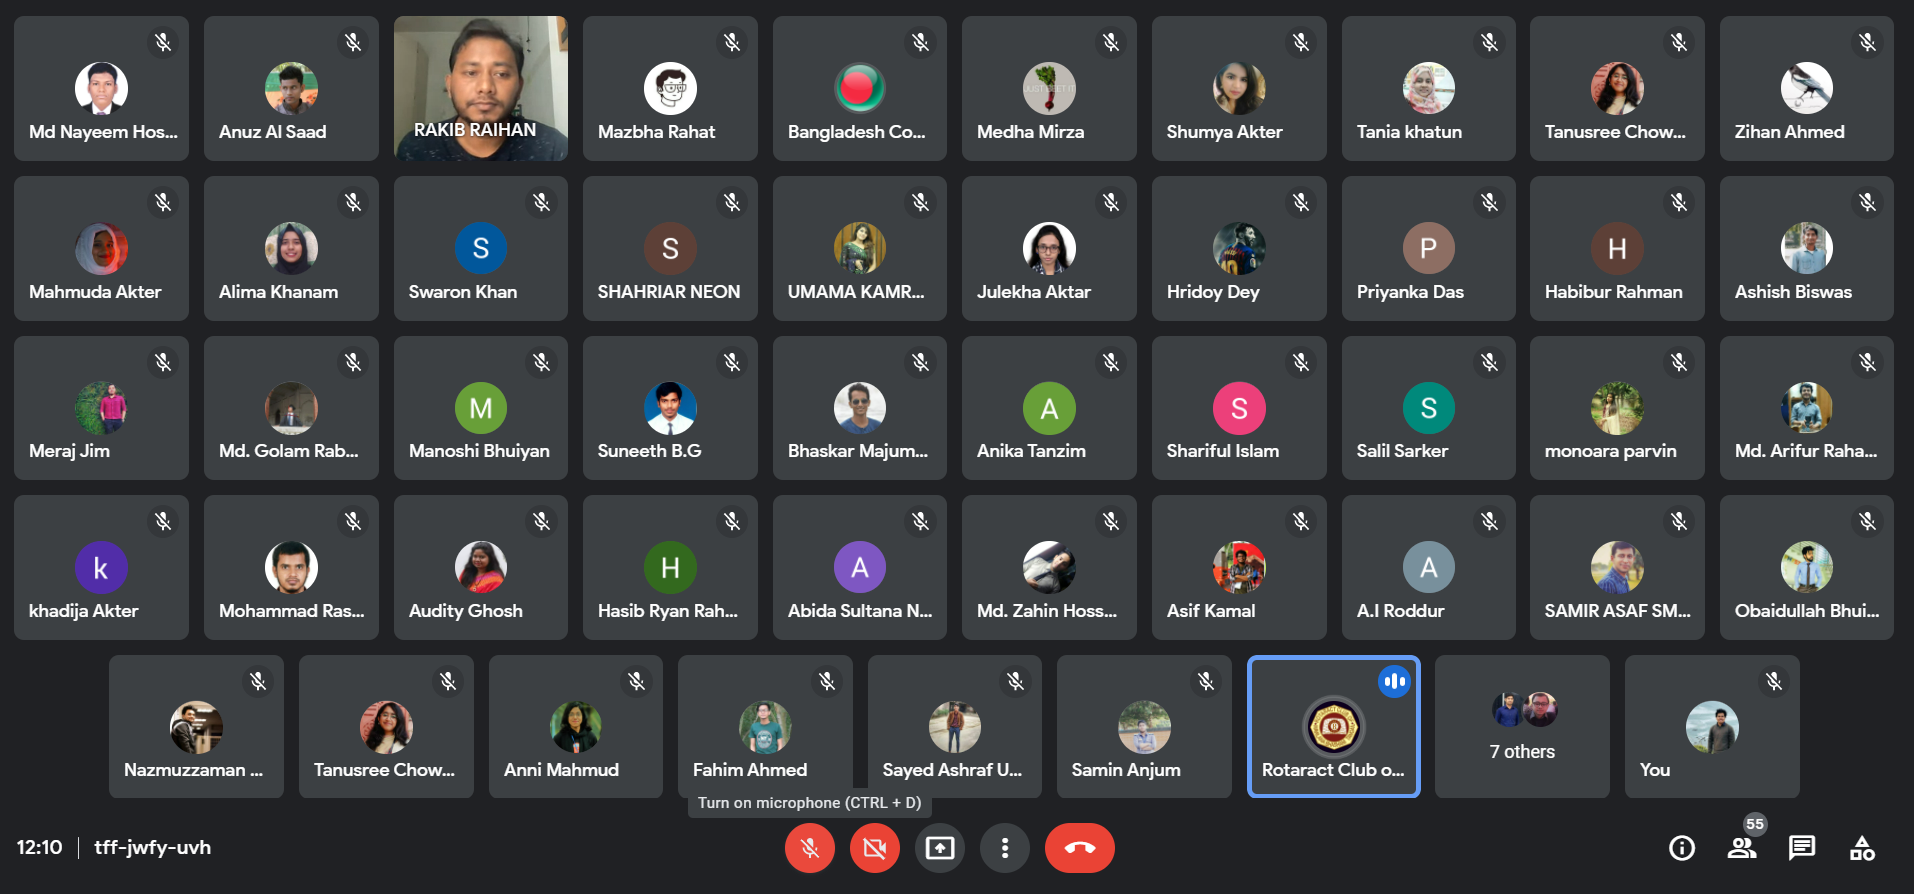 Md Nayeem Hos...
Anuz Al Saad
RAKIB RAIHAN
Mazbha Rahat
Bangladesh Co...
JUST BEET IT
Medha Mirza
Shumya Akter
Tania khatun
Tanusree Chow...
Zihan Ahmed
Mahmuda Akter
Alima Khanam
S
Swaron Khan
S
SHAHRIAR NEON
UMAMA KAMR...
Julekha Aktar
10
Hridoy Dey
P
Priyanka Das
H
Habibur Rahman
Ashish Biswas
Meraj Jim
Md. Golam Rab...
M
Manoshi Bhuiyan
Suneeth B.G
Bhaskar Majum...
A
Anika Tanzim
S
Shariful Islam
S
Salil Sarker
monoara parvin
Md. Arifur Raha...
k
khadija Akter
Mohammad Ras...
Audity Ghosh
H
Hasib Ryan Rah...
A
Abida Sultana N...
Md. Zahin Hoss...
Asif Kamal
A
A.I Roddur
SAMIR ASAF SM...
Obaidullah Bhui...
Nazmuzzaman ...
Tanusree Chow...
Anni Mahmud
Fahim Ahmed
Sayed Ashraf U...
Samin Anjum
Rotaract Club o...
7 others
You
Turn on microphone (CTRL + D)
12:10 | tff-jwfy-uvh
55